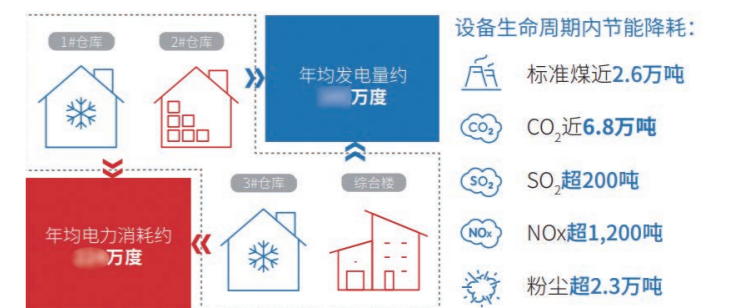 1#仓库
2#仓库
年均发电量约
万度
3#仓库
综合楼
年均电力消耗约
万度
设备生命周期内节能降耗:
标准煤近2.6万吨
CO₂
CO₂近6.8万吨
SO₂
SO₂超200吨
NOx
NOx超1,200吨
粉尘超2.3万吨